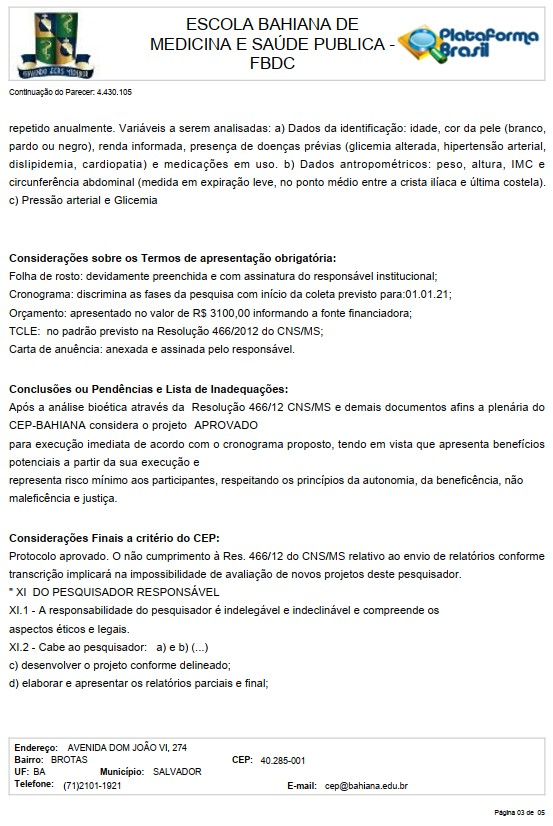 ESCOLA BAHIANA DE
MEDICINA E SAÚDE PUBLICA -
FBDC
Plataforma
Brasil
Continuação do Parecer: 4.430.105
repetido anualmente. Variáveis a serem analisadas: a) Dados da identificação: idade, cor da pele (branco,
pardo ou negro), renda informada, presença de doenças prévias (glicemia alterada, hipertensão arterial,
dislipidemia, cardiopatia) e medicações em uso. b) Dados antropométricos: peso, altura, IMC e
circunferência abdominal (medida em expiração leve, no ponto médio entre a crista ilíaca e última costela).
c) Pressão arterial e Glicemia
Considerações sobre os Termos de apresentação obrigatória:
Folha de rosto: devidamente preenchida e com assinatura do responsável institucional;
Cronograma: discrimina as fases da pesquisa com início da coleta previsto para:01.01.21;
Orçamento: apresentado no valor de R$ 3100,00 informando a fonte financiadora;
TCLE: no padrão previsto na Resolução 466/2012 do CNS/MS;
Carta de anuência: anexada e assinada pelo responsável.
Conclusões ou Pendências e Lista de Inadequações:
Após a análise bioética através da Resolução 466/12 CNS/MS e demais documentos afins a plenária do
CEP-BAHIANA considera o projeto APROVADO
para execução imediata de acordo com o cronograma proposto, tendo em vista que apresenta benefícios
potenciais a partir da sua execução e
representa risco mínimo aos participantes, respeitando os princípios da autonomia, da beneficência, não
maleficência e justiça.
Considerações Finais a critério do CEP:
Protocolo aprovado. O não cumprimento à Res. 466/12 do CNS/MS relativo ao envio de relatórios conforme
transcrição implicará na impossibilidade de avaliação de novos projetos deste pesquisador.
" XI DO PESQUISADOR RESPONSÁVEL
XI.1 - A responsabilidade do pesquisador é indelegável e indeclinável e compreende os
aspectos éticos e legais.
XI.2 - Cabe ao pesquisador: a) e b) (...)
c) desenvolver o projeto conforme delineado;
d) elaborar e apresentar os relatórios parciais e final;
Endereço: AVENIDA DOM JOÃO VI, 274
Bairro: BROTAS CEP: 40.285-001
UF: BA Município: SALVADOR
Telefone: (71)2101-1921 E-mail: cep@bahiana.edu.br
Página 03 de 05